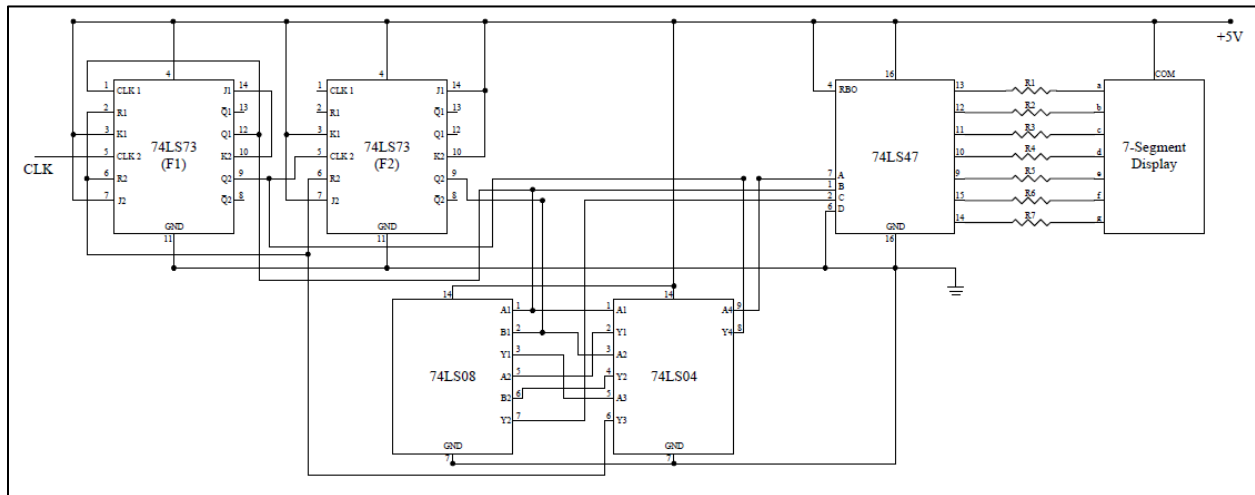 +5V
4
1 CLK 1 J1 14
2 R1 Q̅1 13
3 K1 Q1 12
74LS73
(F1)
5 CLK 2 K2 10
6 R2 Q2 9
7 J2 Q̅2 8
GND
11
CLK
4
1 CLK 1 J1 14
2 R1 Q̅1 13
3 K1 Q1 12
74LS73
(F2)
5 CLK 2 K2 10
6 R2 Q2 9
7 J2 Q̅2 8
GND
11
16
4 RBO
74LS47
7 A
1 B
2 C
6 D
13
12
11
10
9
15
14
GND
16
R1
R2
R3
R4
R5
R6
R7
COM
a
b
c
d
e
f
g
7-Segment
Display
14
A1 1
B1 2
Y1 3
74LS08
A2 5
B2 6
Y2 7
GND
7
14
1 A1 A4 9
2 Y1 Y4 8
3 A2
4 Y2
74LS04
5 A3
6 Y3
GND
7